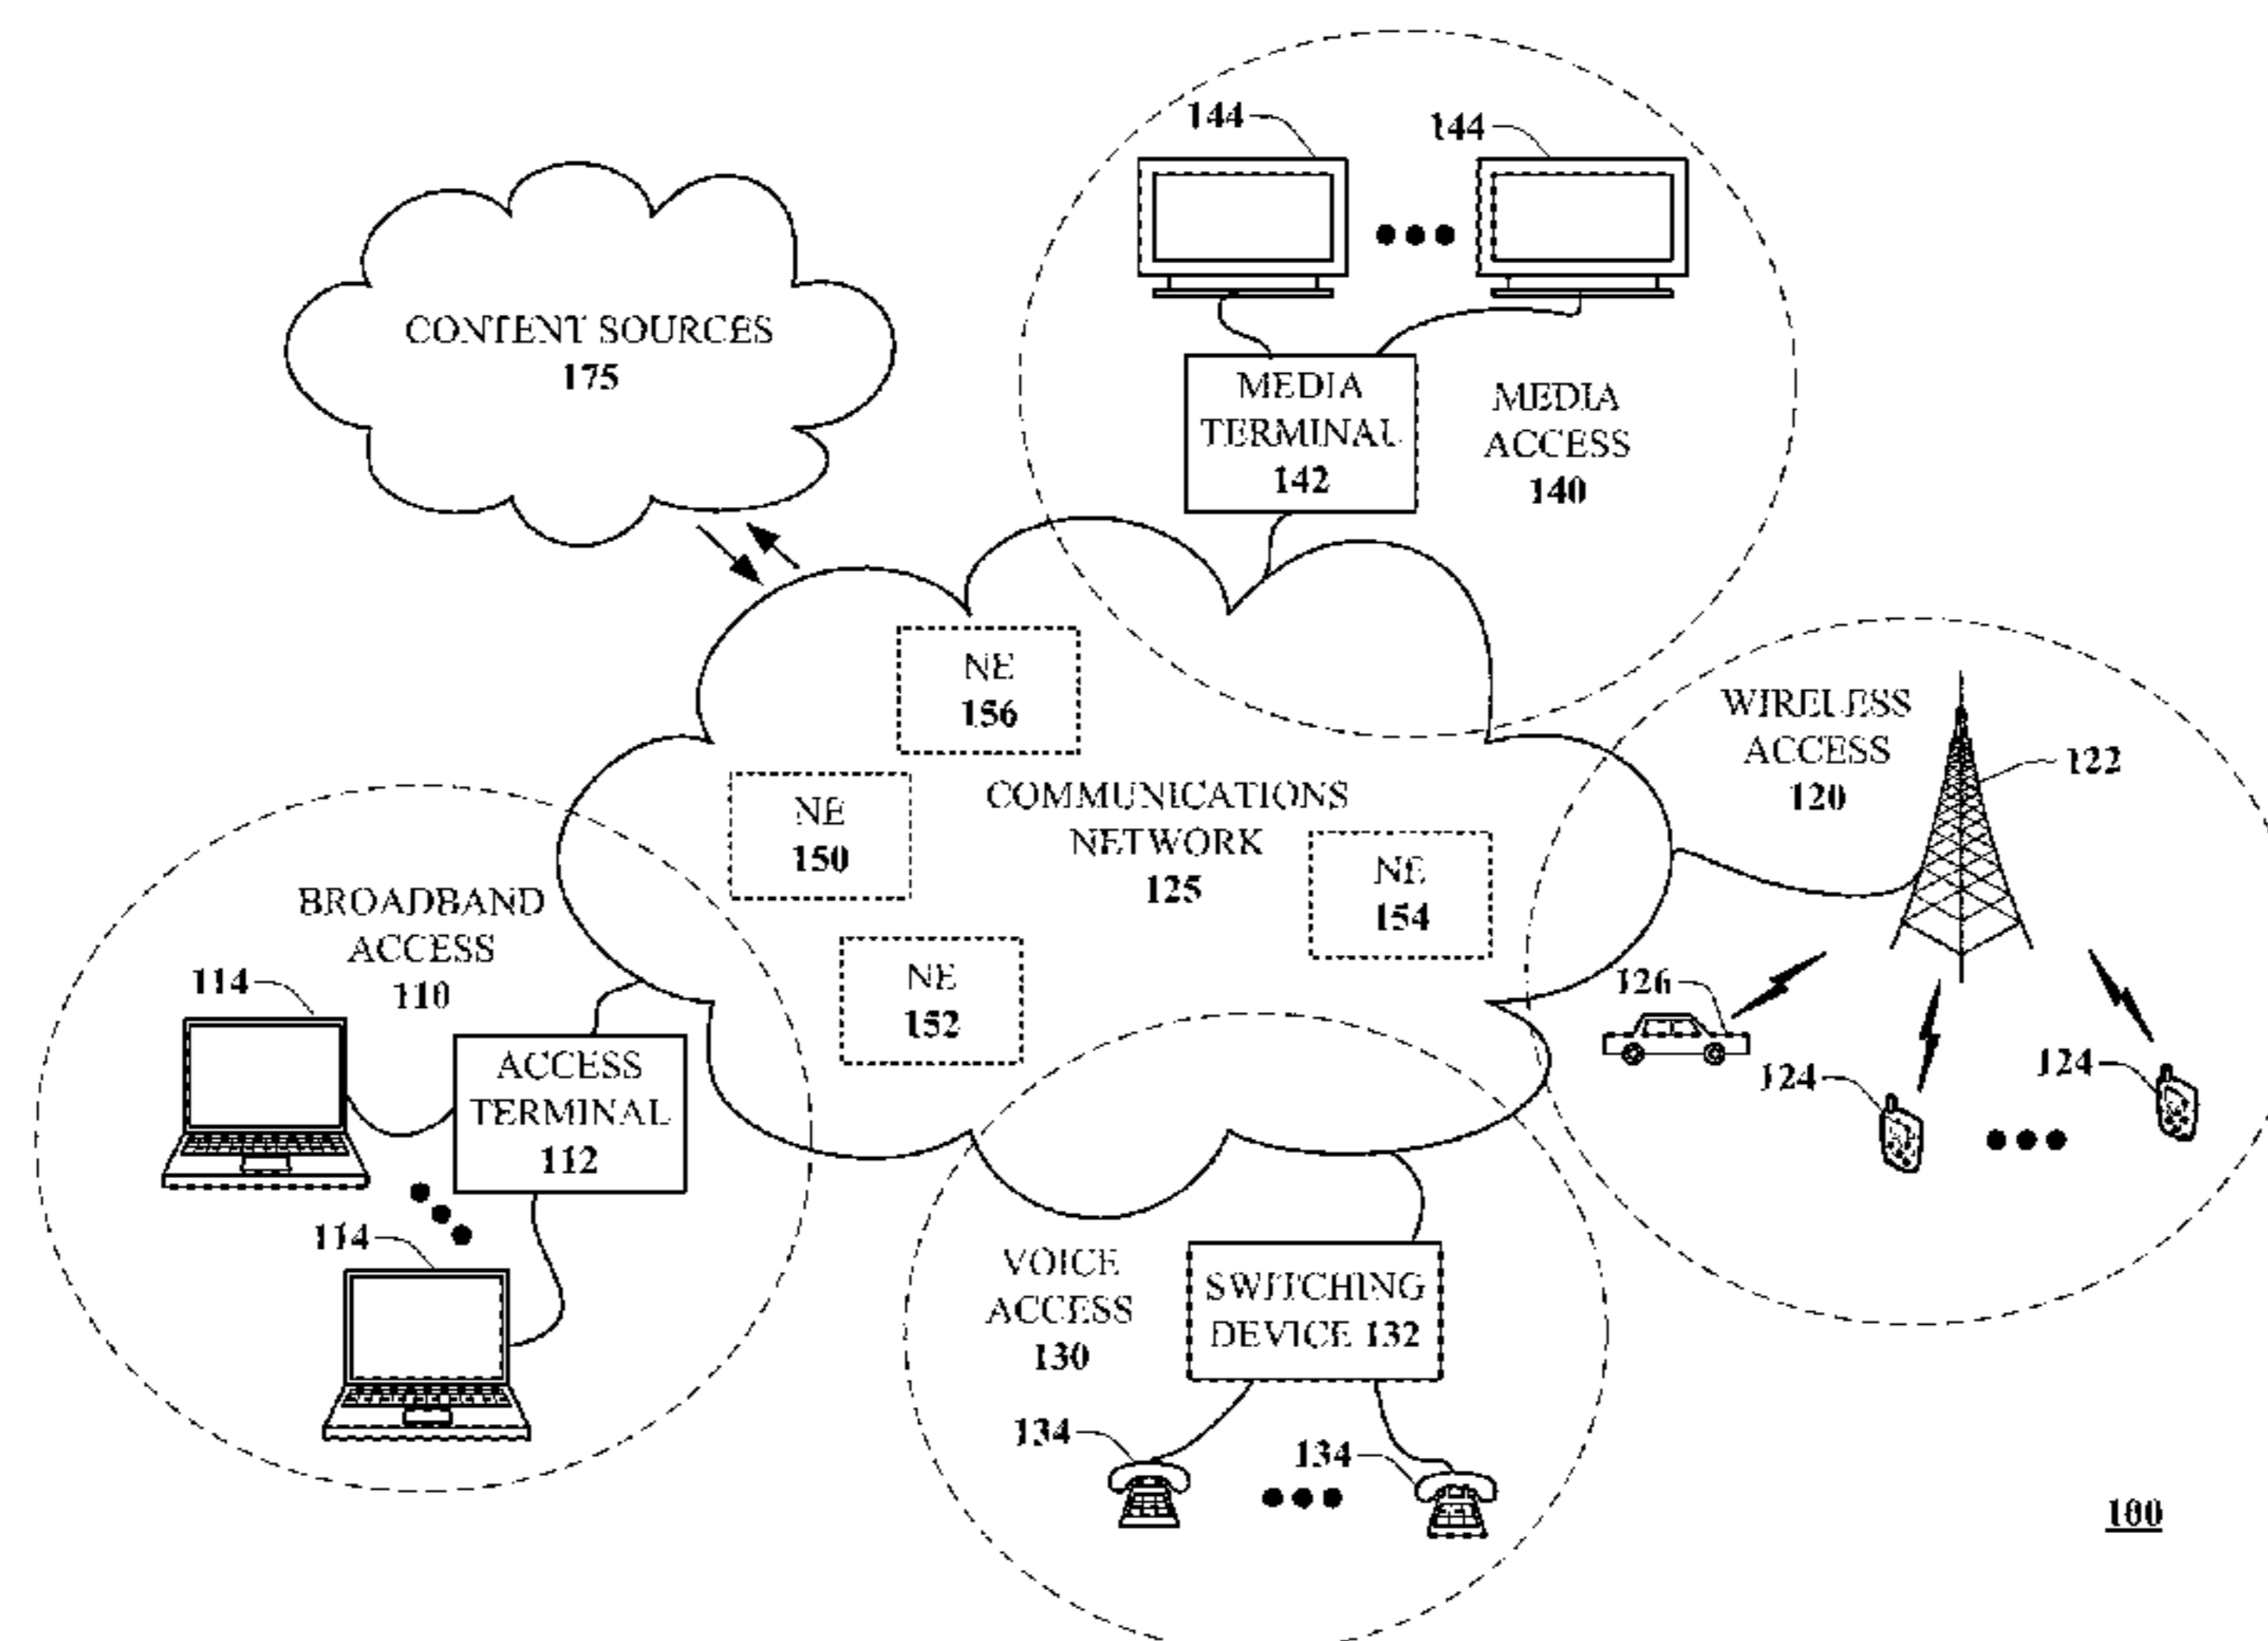 144
144
CONTENT SOURCES
175
MEDIA
TERMINAL
142
MEDIA
ACCESS
140
NE
156
WIRELESS
ACCESS
120
122
COMMUNICATIONS
NETWORK
125
NE
150
NE
154
NE
152
BROADBAND
ACCESS
110
114
ACCESS
TERMINAL
112
114
126
124
124
VOICE
ACCESS
130
SWITCHING
DEVICE 132
134
134
100